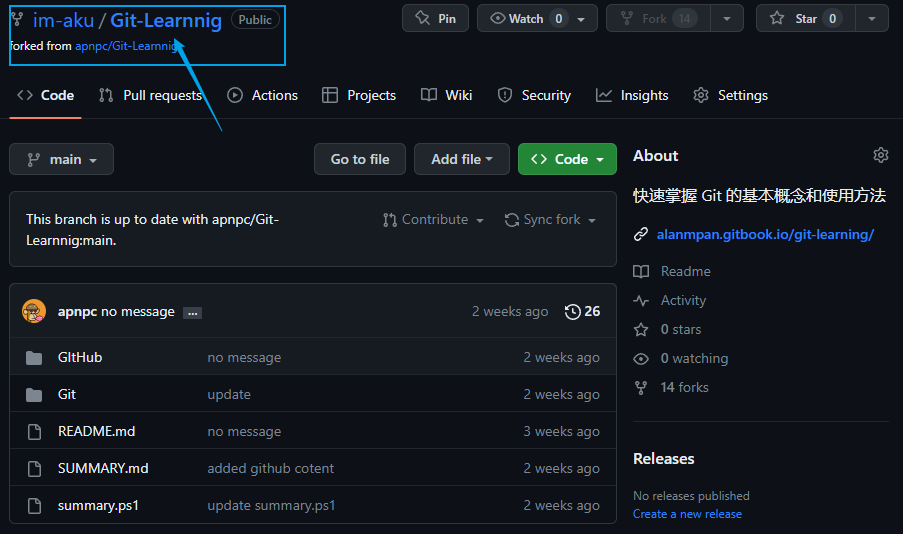 im-aku / Git-Learnnig Public
forked from apnpc/Git-Learnnig
Pin
Watch 0
Fork 14
Star 0
Code
Pull requests
Actions
Projects
Wiki
Security
Insights
Settings
main
Go to file
Add file
Code
This branch is up to date with apnpc/Git-
Learnnig:main.
Contribute
Sync fork
apnpc no message ...
2 weeks ago
26
GItHub no message 2 weeks ago
Git update 2 weeks ago
README.md no message 3 weeks ago
SUMMARY.md added github cotent 2 weeks ago
summary.ps1 update summary.ps1 2 weeks ago
About
快速掌握 Git 的基本概念和使用方法
alanmpan.gitbook.io/git-learning/
Readme
Activity
0 stars
0 watching
14 forks
Releases
No releases published
Create a new release